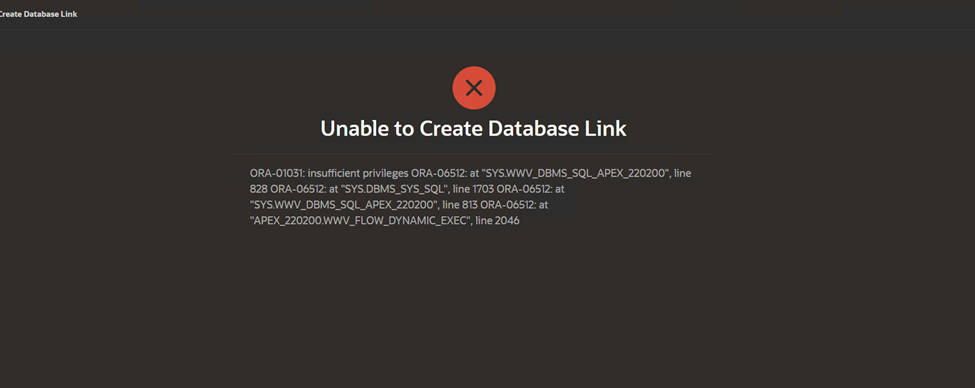 Create Database Link
Unable to Create Database Link
ORA-01031: insufficient privileges ORA-06512: at "SYS.WWV_DBMS_SQL_APEX_220200", line
828 ORA-06512: at "SYS.DBMS_SYS_SQL", line 1703 ORA-06512: at
"SYS.WWV_DBMS_SQL_APEX_220200", line 813 ORA-06512: at
"APEX_220200.WWV_FLOW_DYNAMIC_EXEC", line 2046